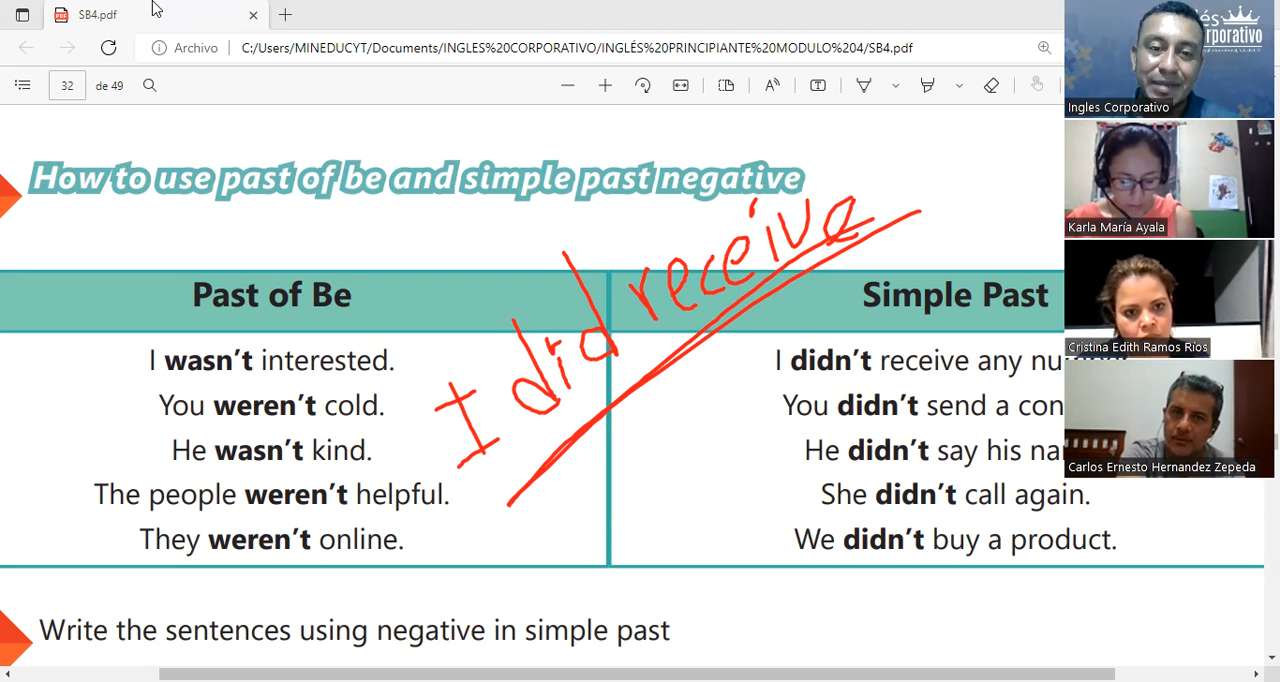 SB4.pdf
Archivo
C:/Users/MINEDUCYT/Documents/INGLES%20CORPORATIVO/INGLÉS%20PRINCIPIANTE%20MODULO%204/SB4.pdf
32
de 49
How to use past of be and simple past negative
Past of Be
I wasn't interested.
You weren't cold.
He wasn't kind.
The people weren't helpful.
They weren't online.
I did receive
Simple Past
I didn't receive any
You didn't send a
He didn't say his
She didn't call again.
We didn't buy a product.
Write the sentences using negative in simple past
Ingles Corporativo
Karla María Ayala
Cristina Edith Ramos Ríos
Carlos Ernesto Hernandez Zepeda